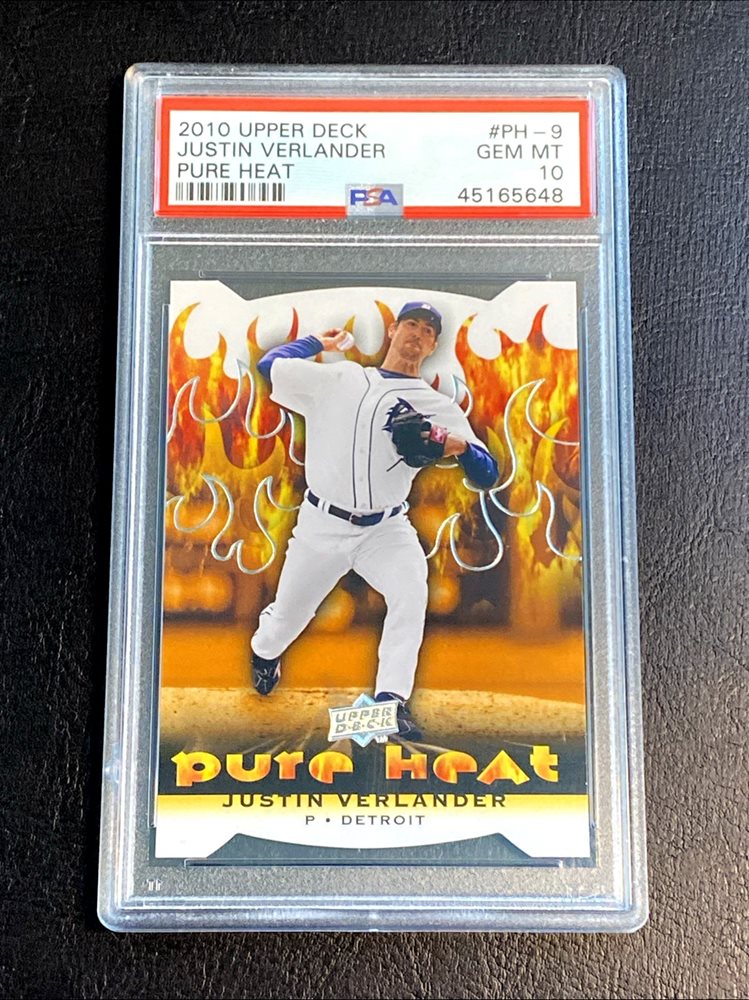 2010 UPPER DECK #PH-9
JUSTIN VERLANDER GEM MT
PURE HEAT 10
PSA 45165648
UPPER
D·E·C·K
pure heat
JUSTIN VERLANDER
P • DETROIT